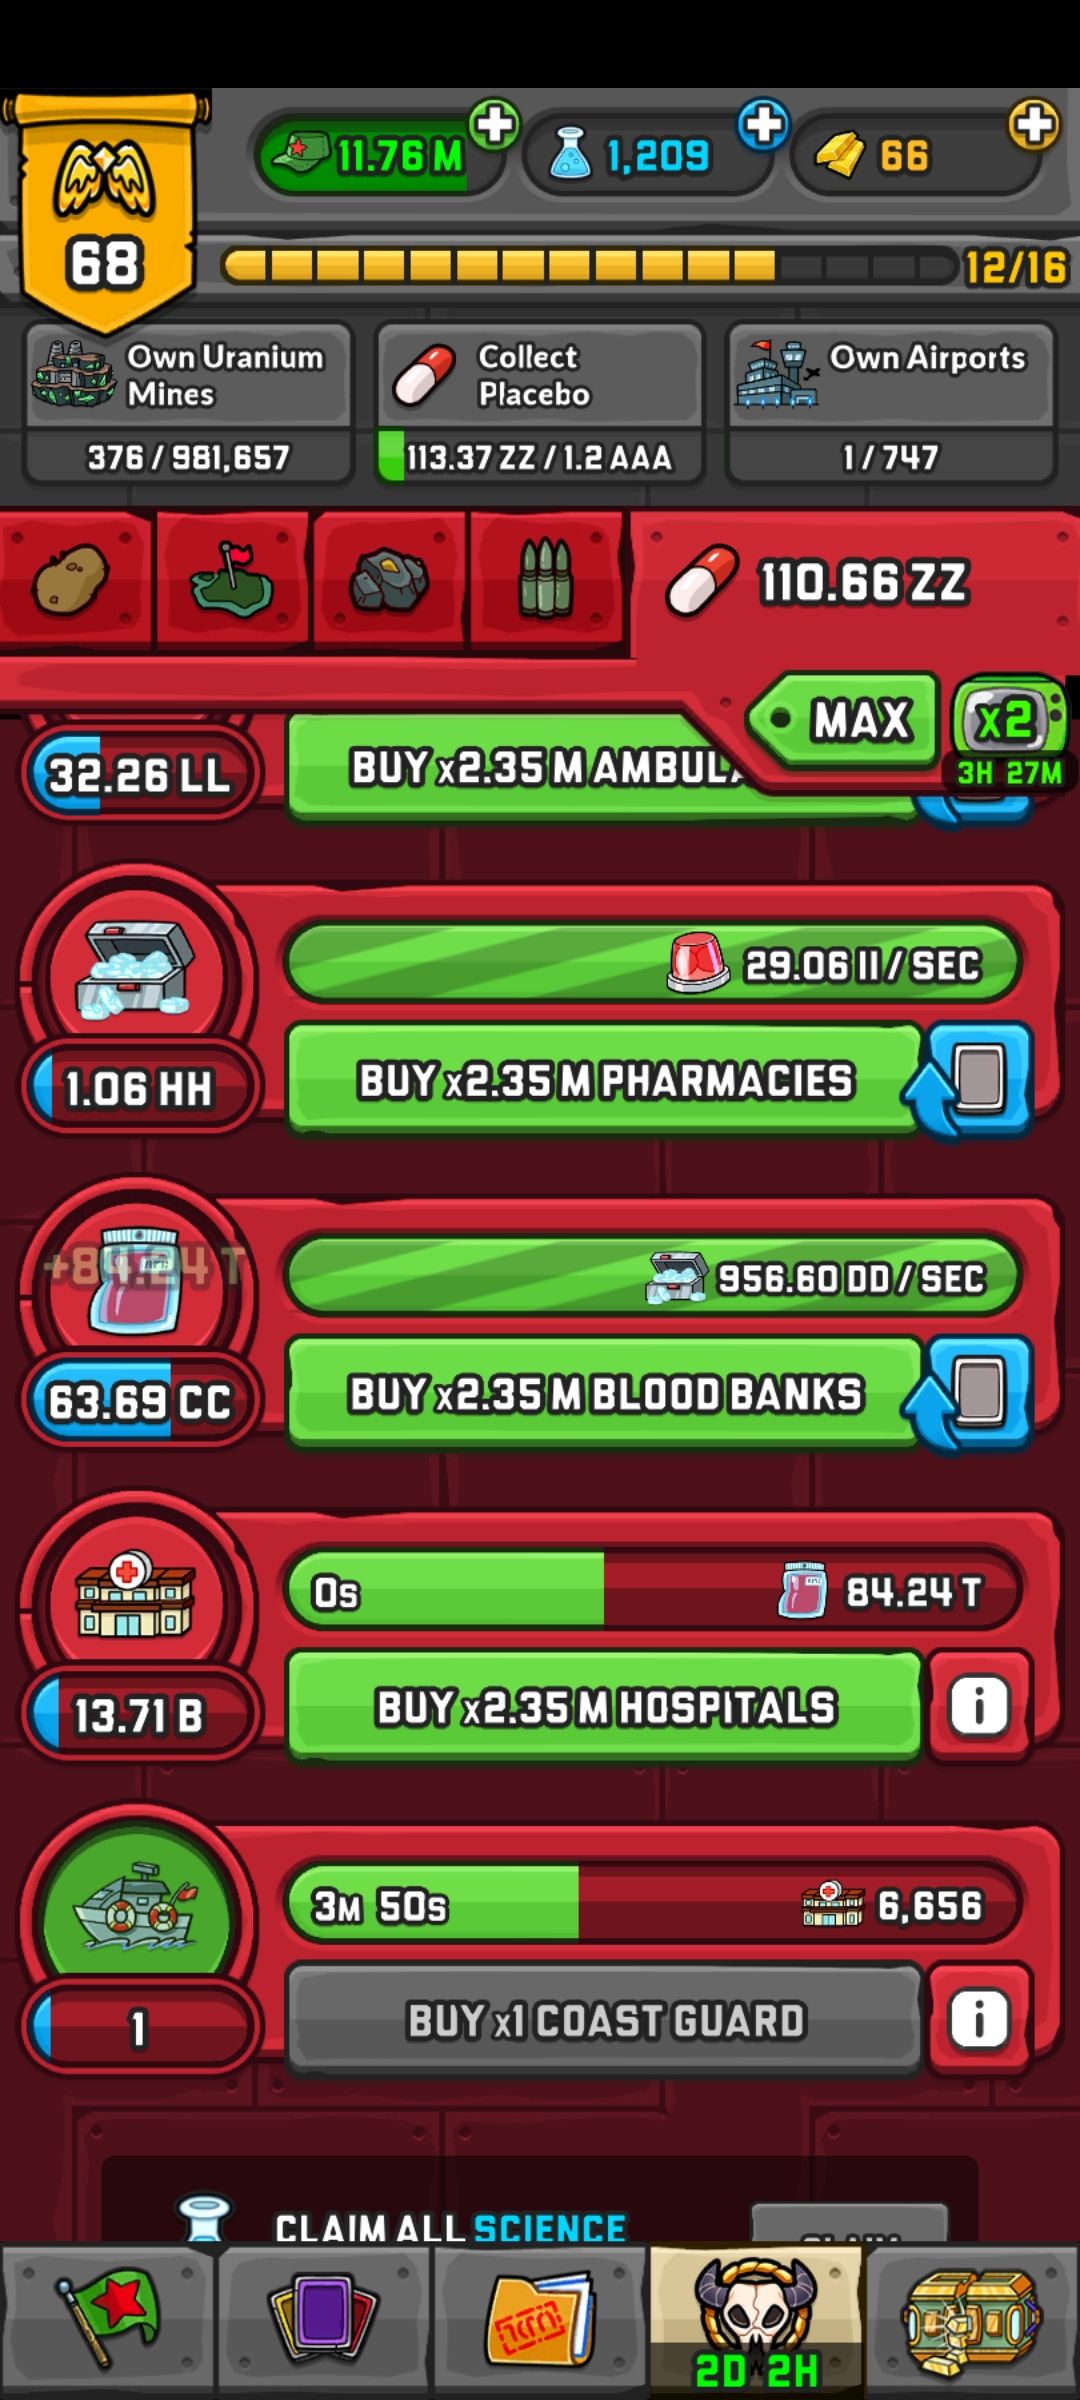 11.76 M
1,209
66
68
12/16
Own Uranium
Mines
376 / 981,657
Collect
Placebo
113.37 ZZ / 1.2 AAA
Own Airports
1 / 747
110.66 ZZ
MAX
x2
3H 27M
32.26 LL
BUY x2.35 M AMBULA
29.06 II / SEC
1.06 HH
BUY x2.35 M PHARMACIES
+84.24 T
956.60 DD / SEC
63.69 CC
BUY x2.35 M BLOOD BANKS
0s
84.24 T
13.71 B
BUY x2.35 M HOSPITALS
i
3M 50s
6,656
1
BUY x1 COAST GUARD
i
CLAIM ALL SCIENCE
2D 2H